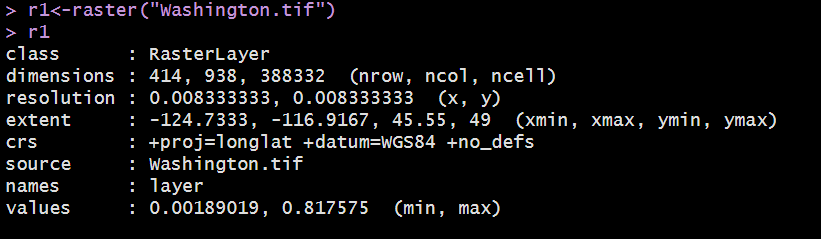 > r1<-raster("Washington.tif")
> r1
class      : RasterLayer
dimensions : 414, 938, 388332  (nrow, ncol, ncell)
resolution : 0.008333333, 0.008333333  (x, y)
extent     : -124.7333, -116.9167, 45.55, 49  (xmin, xmax, ymin, ymax)
crs        : +proj=longlat +datum=WGS84 +no_defs
source     : Washington.tif
names      : layer
values     : 0.00189019, 0.817575  (min, max)